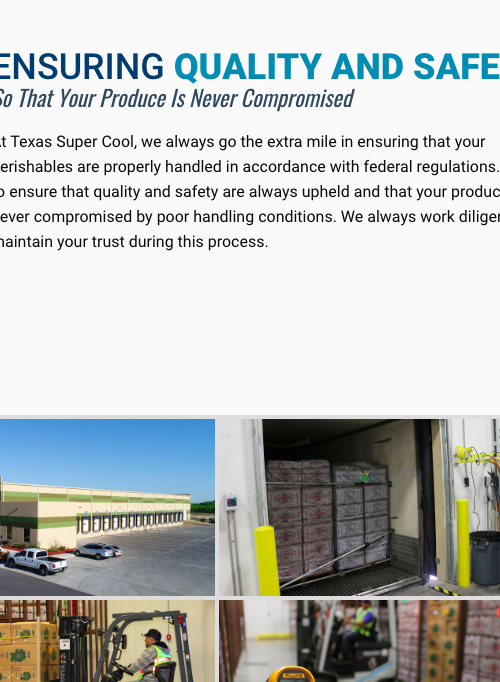 ENSURING QUALITY AND SAFE
So That Your Produce Is Never Compromised
At Texas Super Cool, we always go the extra mile in ensuring that your
erishables are properly handled in accordance with federal regulations.
o ensure that quality and safety are always upheld and that your produc
ever compromised by poor handling conditions. We always work diliger
maintain your trust during this process.
FLUKE